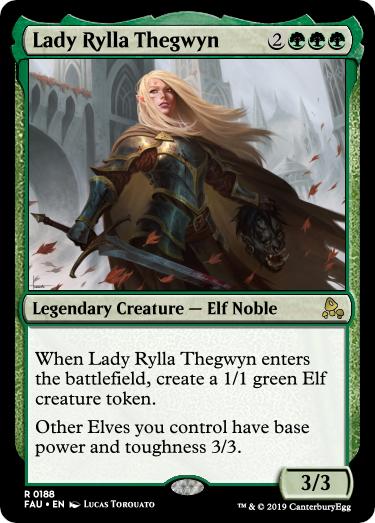 Lady Rylla Thegwyn 2
Legendary Creature — Elf Noble
When Lady Rylla Thegwyn enters
the battlefield, create a 1/1 green Elf
creature token.
Other Elves you control have base
power and toughness 3/3.
3/3
R 0188
FAU • EN Lucas Torquato
™ & © 2019 CanterburyEgg